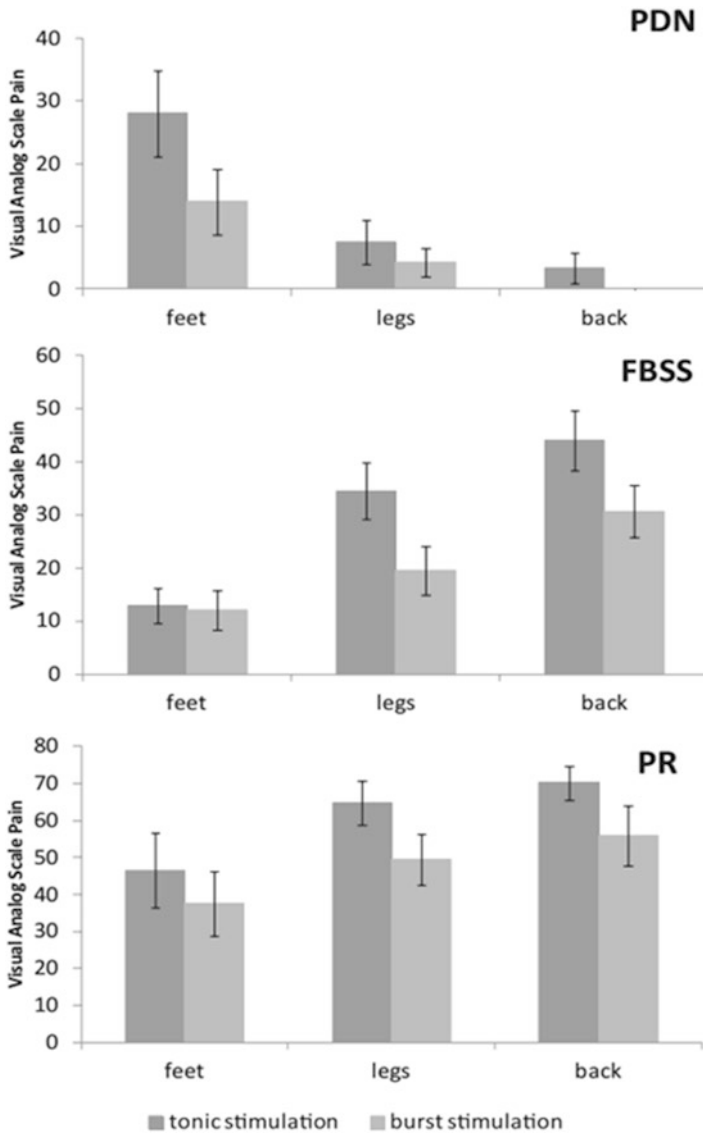 PDN
Visual Analog Scale Pain
40
30
20
10
0
feet legs back
FBSS
Visual Analog Scale Pain
60
50
40
30
20
10
0
feet legs back
PR
Visual Analog Scale Pain
80
70
60
50
40
30
20
10
0
feet legs back
tonic stimulation burst stimulation